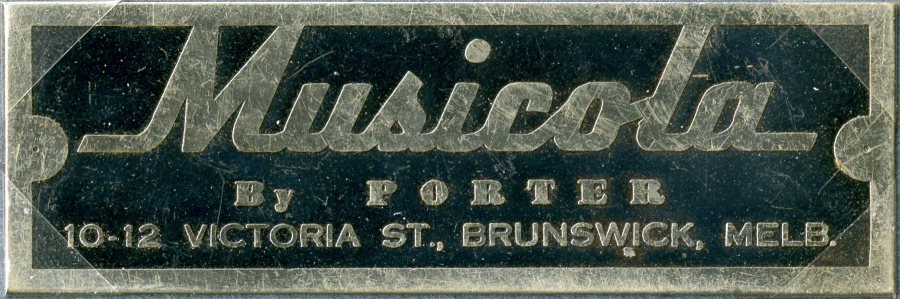 Musicola
By PORTER
10-12 VICTORIA ST., BRUNSWICK, MELB.